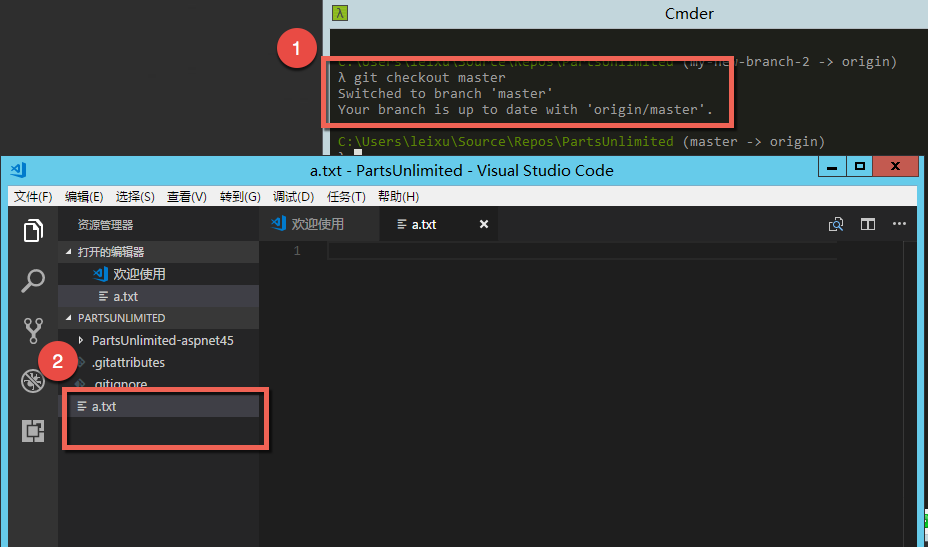 Cmder
1
C:\Users\leixu\Source\Repos\PartsUnlimited (my-new-branch-2 -> origin)
λ git checkout master
Switched to branch 'master'
Your branch is up to date with 'origin/master'.
C:\Users\leixu\Source\Repos\PartsUnlimited (master -> origin)
λ
a.txt - PartsUnlimited - Visual Studio Code
文件(F) 编辑(E) 选择(S) 查看(V) 转到(G) 调试(D) 任务(T) 帮助(H)
资源管理器
欢迎使用 a.txt
打开的编辑器
1
欢迎使用
a.txt
PARTSUNLIMITED
PartsUnlimited-aspnet45
2
.gitattributes
.gitignore
a.txt